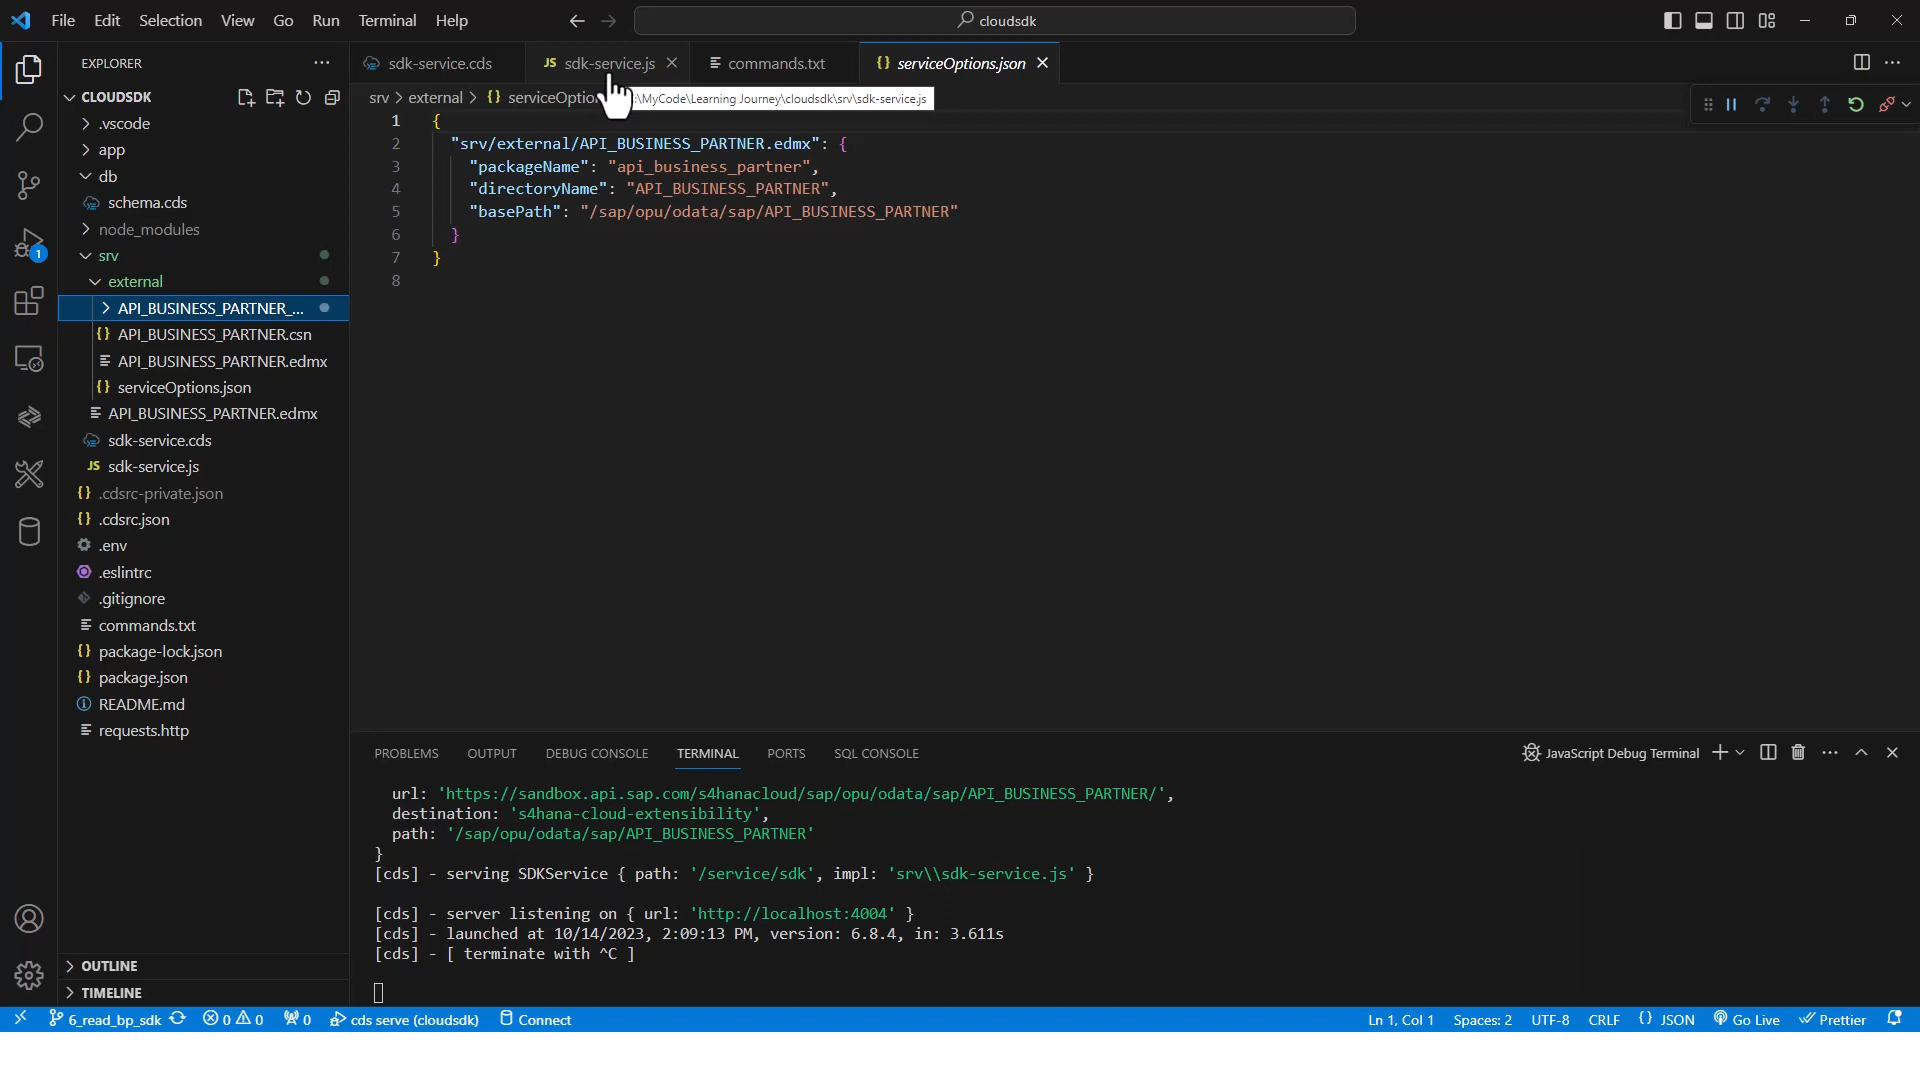 File Edit Selection View Go Run Terminal Help
cloudsdk
EXPLORER
sdk-service.cds
JS sdk-service.js
commands.txt
{} serviceOptions.json
CLOUDSDK
srv > external > {} serviceOptio
:\MyCode\Learning Journey\cloudsdk\srv\sdk-service.js
.vscode
app
db
schema.cds
node_modules
srv
external
API_BUSINESS_PARTNER_...
{} API_BUSINESS_PARTNER.csn
API_BUSINESS_PARTNER.edmx
{} serviceOptions.json
API_BUSINESS_PARTNER.edmx
sdk-service.cds
JS sdk-service.js
{} .cdsrc-private.json
{} .cdsrc.json
.env
.eslintrc
.gitignore
commands.txt
{} package-lock.json
{} package.json
README.md
requests.http
OUTLINE
TIMELINE
1 {
2 "srv/external/API_BUSINESS_PARTNER.edmx": {
3 "packageName": "api_business_partner",
4 "directoryName": "API_BUSINESS_PARTNER",
5 "basePath": "/sap/opu/odata/sap/API_BUSINESS_PARTNER"
6 }
7 }
8
1
PROBLEMS OUTPUT DEBUG CONSOLE TERMINAL PORTS SQL CONSOLE
JavaScript Debug Terminal
url: 'https://sandbox.api.sap.com/s4hanacloud/sap/opu/odata/sap/API_BUSINESS_PARTNER/',
destination: 's4hana-cloud-extensibility',
path: '/sap/opu/odata/sap/API_BUSINESS_PARTNER'
}
[cds] - serving SDKService { path: '/service/sdk', impl: 'srv\\sdk-service.js' }
[cds] - server listening on { url: 'http://localhost:4004' }
[cds] - launched at 10/14/2023, 2:09:13 PM, version: 6.8.4, in: 3.611s
[cds] - [ terminate with ^C ]
6_read_bp_sdk 0 0 0 cds serve (cloudsdk) Connect
Ln 1, Col 1 Spaces: 2 UTF-8 CRLF {} JSON Go Live Prettier